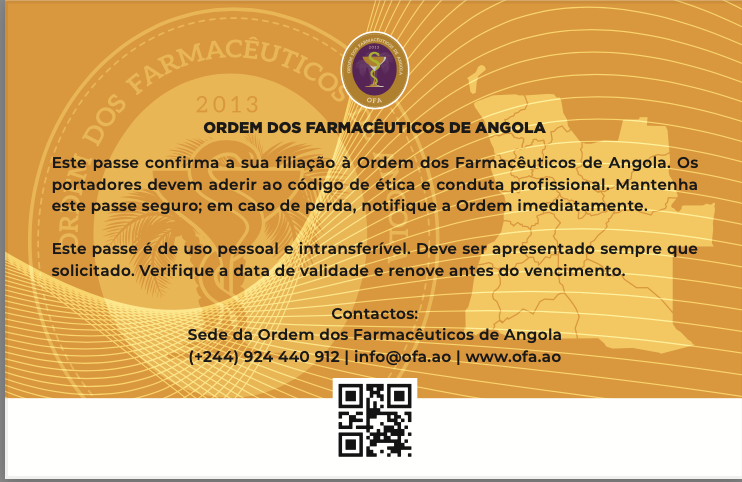 ORDEM DOS FARMACÊUTICOS DE ANGOLA
2013
OFA
DOS FARMACÊUTICOS
2013
ORDEM DOS FARMACÊUTICOS DE ANGOLA
Este passe confirma a sua filiação à Ordem dos Farmacêuticos de Angola. Os
portadores devem aderir ao código de ética e conduta profissional. Mantenha
este passe seguro; em caso de perda, notifique a Ordem imediatamente.
Este passe é de uso pessoal e intransferível. Deve ser apresentado sempre que
solicitado. Verifique a data de validade e renove antes do vencimento.
Contactos:
Sede da Ordem dos Farmacêuticos de Angola
(+244) 924 440 912 | info@ofa.ao | www.ofa.ao